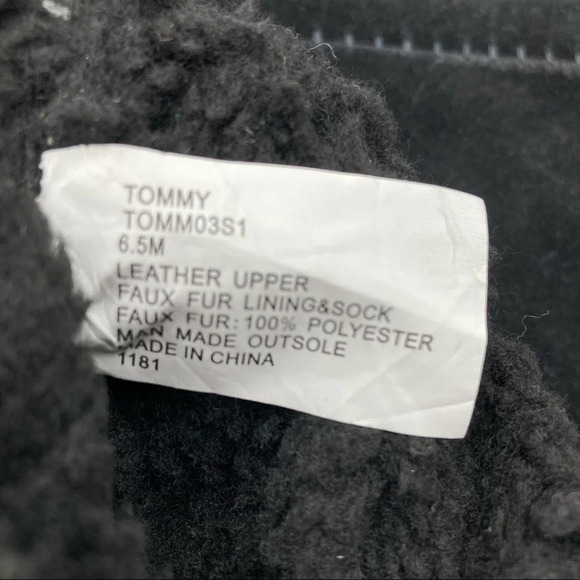 TOMMY
TOMM03S1
6.5M
LEATHER UPPER
FAUX FUR LINING&SOCK
FAUX FUR: 100% POLYESTER
MAN MADE OUTSOLE
MADE IN CHINA
1181